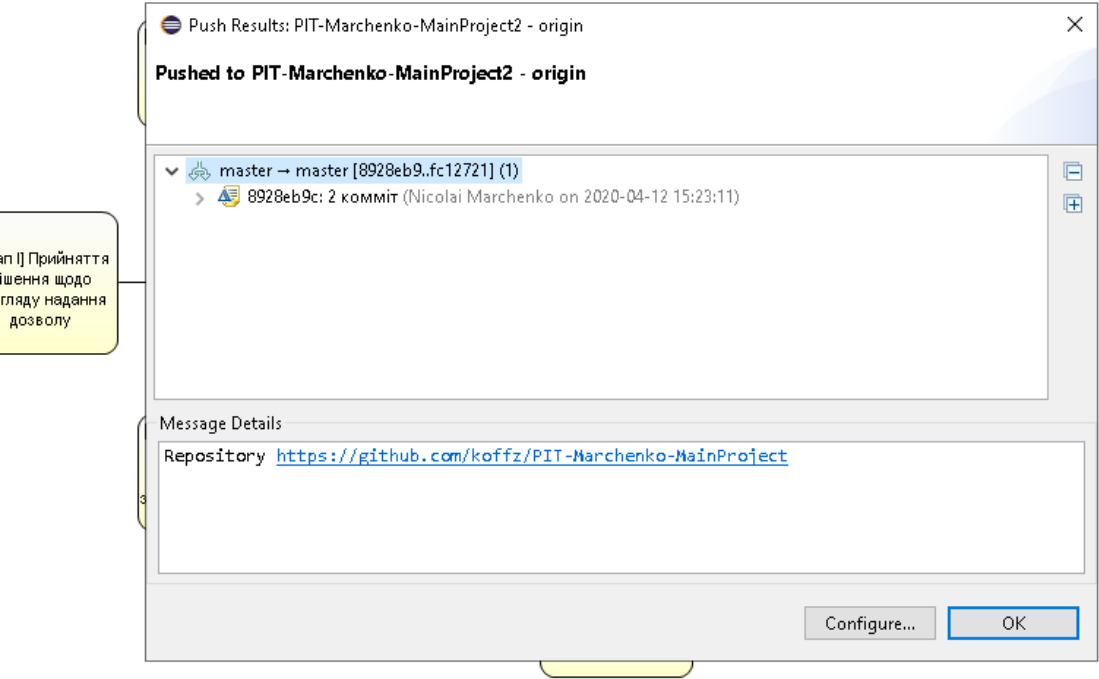 Push Results: PIT-Marchenko-MainProject2 - origin
Pushed to PIT-Marchenko-MainProject2 - origin
master → master [8928eb9..fc12721] (1)
8928eb9c: 2 комміт (Nicolai Marchenko on 2020-04-12 15:23:11)
ап I] Прийняття
ішення щодо
гляду надання
дозволу
Message Details
Repository https://github.com/koffz/PIT-Marchenko-MainProject
Configure...
OK